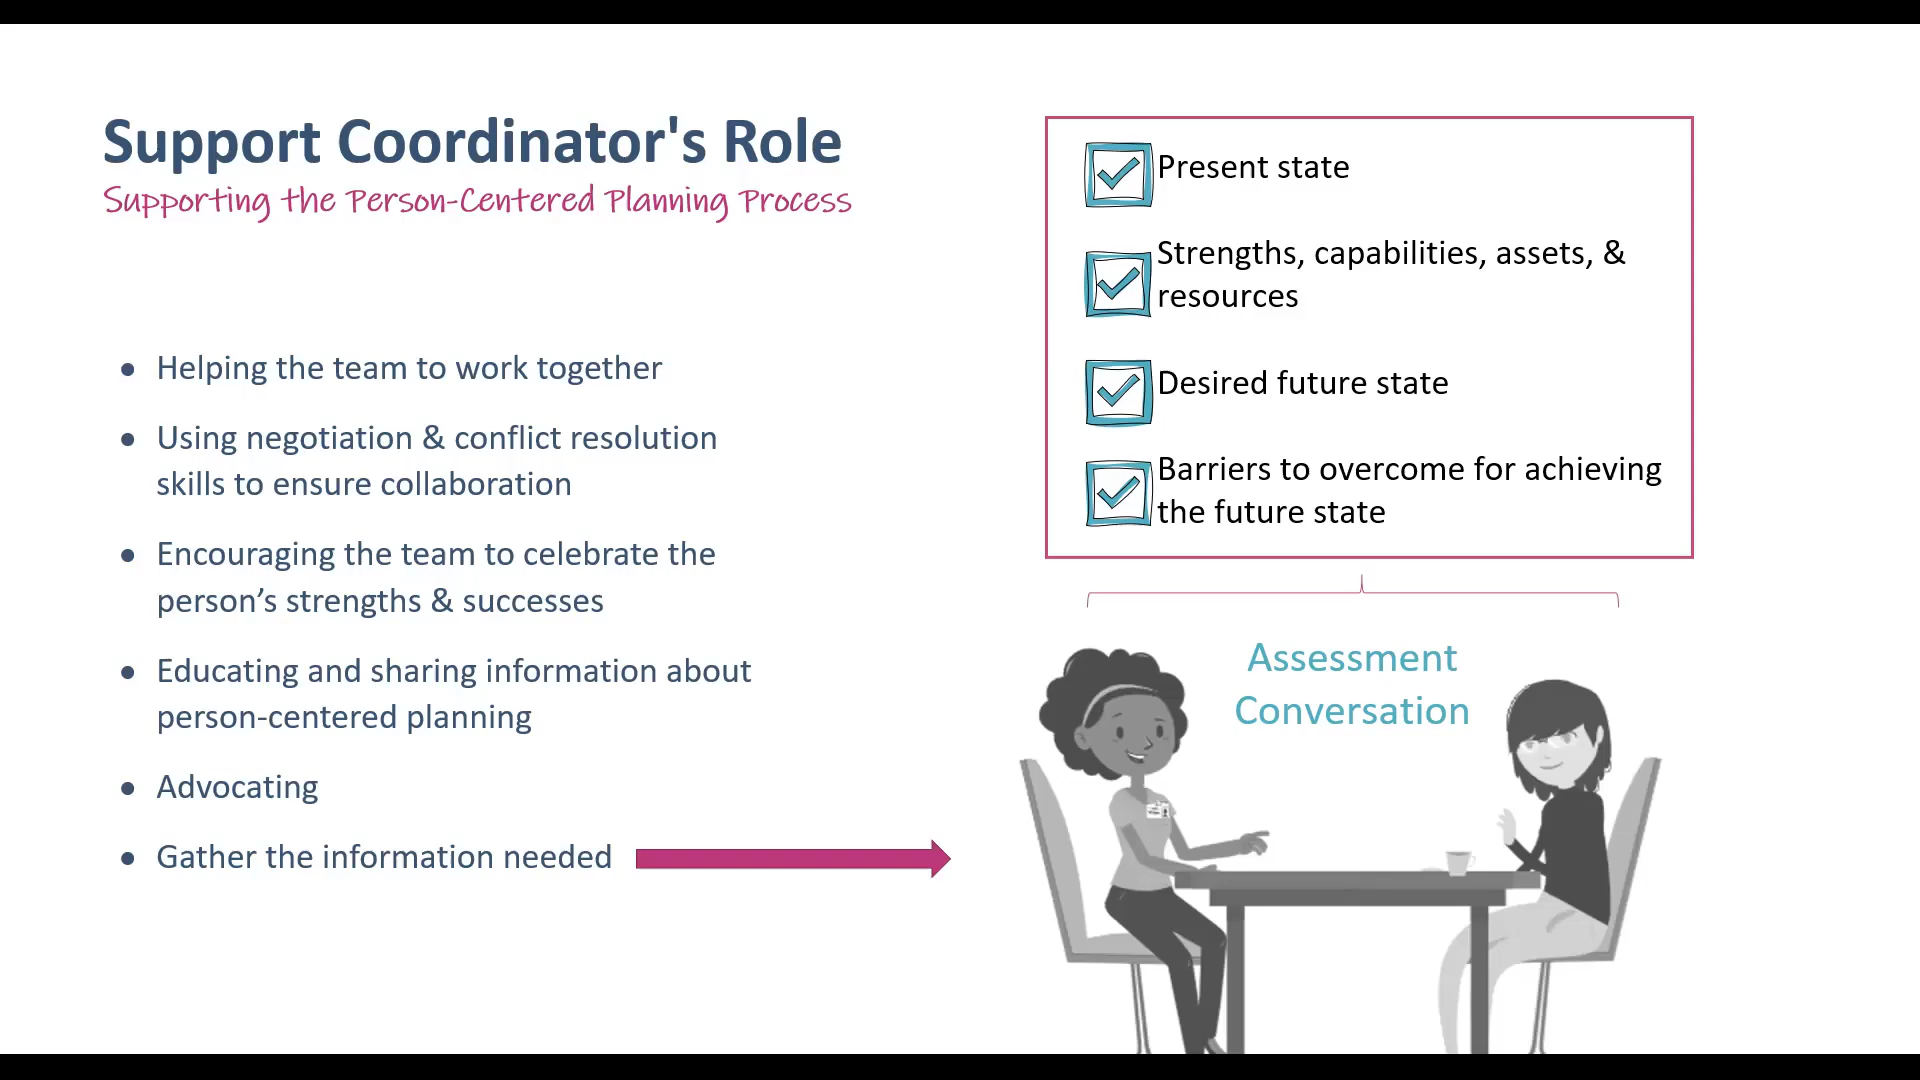 Support Coordinator's Role
Supporting the Person-Centered Planning Process
● Helping the team to work together
● Using negotiation & conflict resolution
skills to ensure collaboration
● Encouraging the team to celebrate the
person’s strengths & successes
● Educating and sharing information about
person-centered planning
● Advocating
● Gather the information needed
Present state
Strengths, capabilities, assets, &
resources
Desired future state
Barriers to overcome for achieving
the future state
Assessment
Conversation